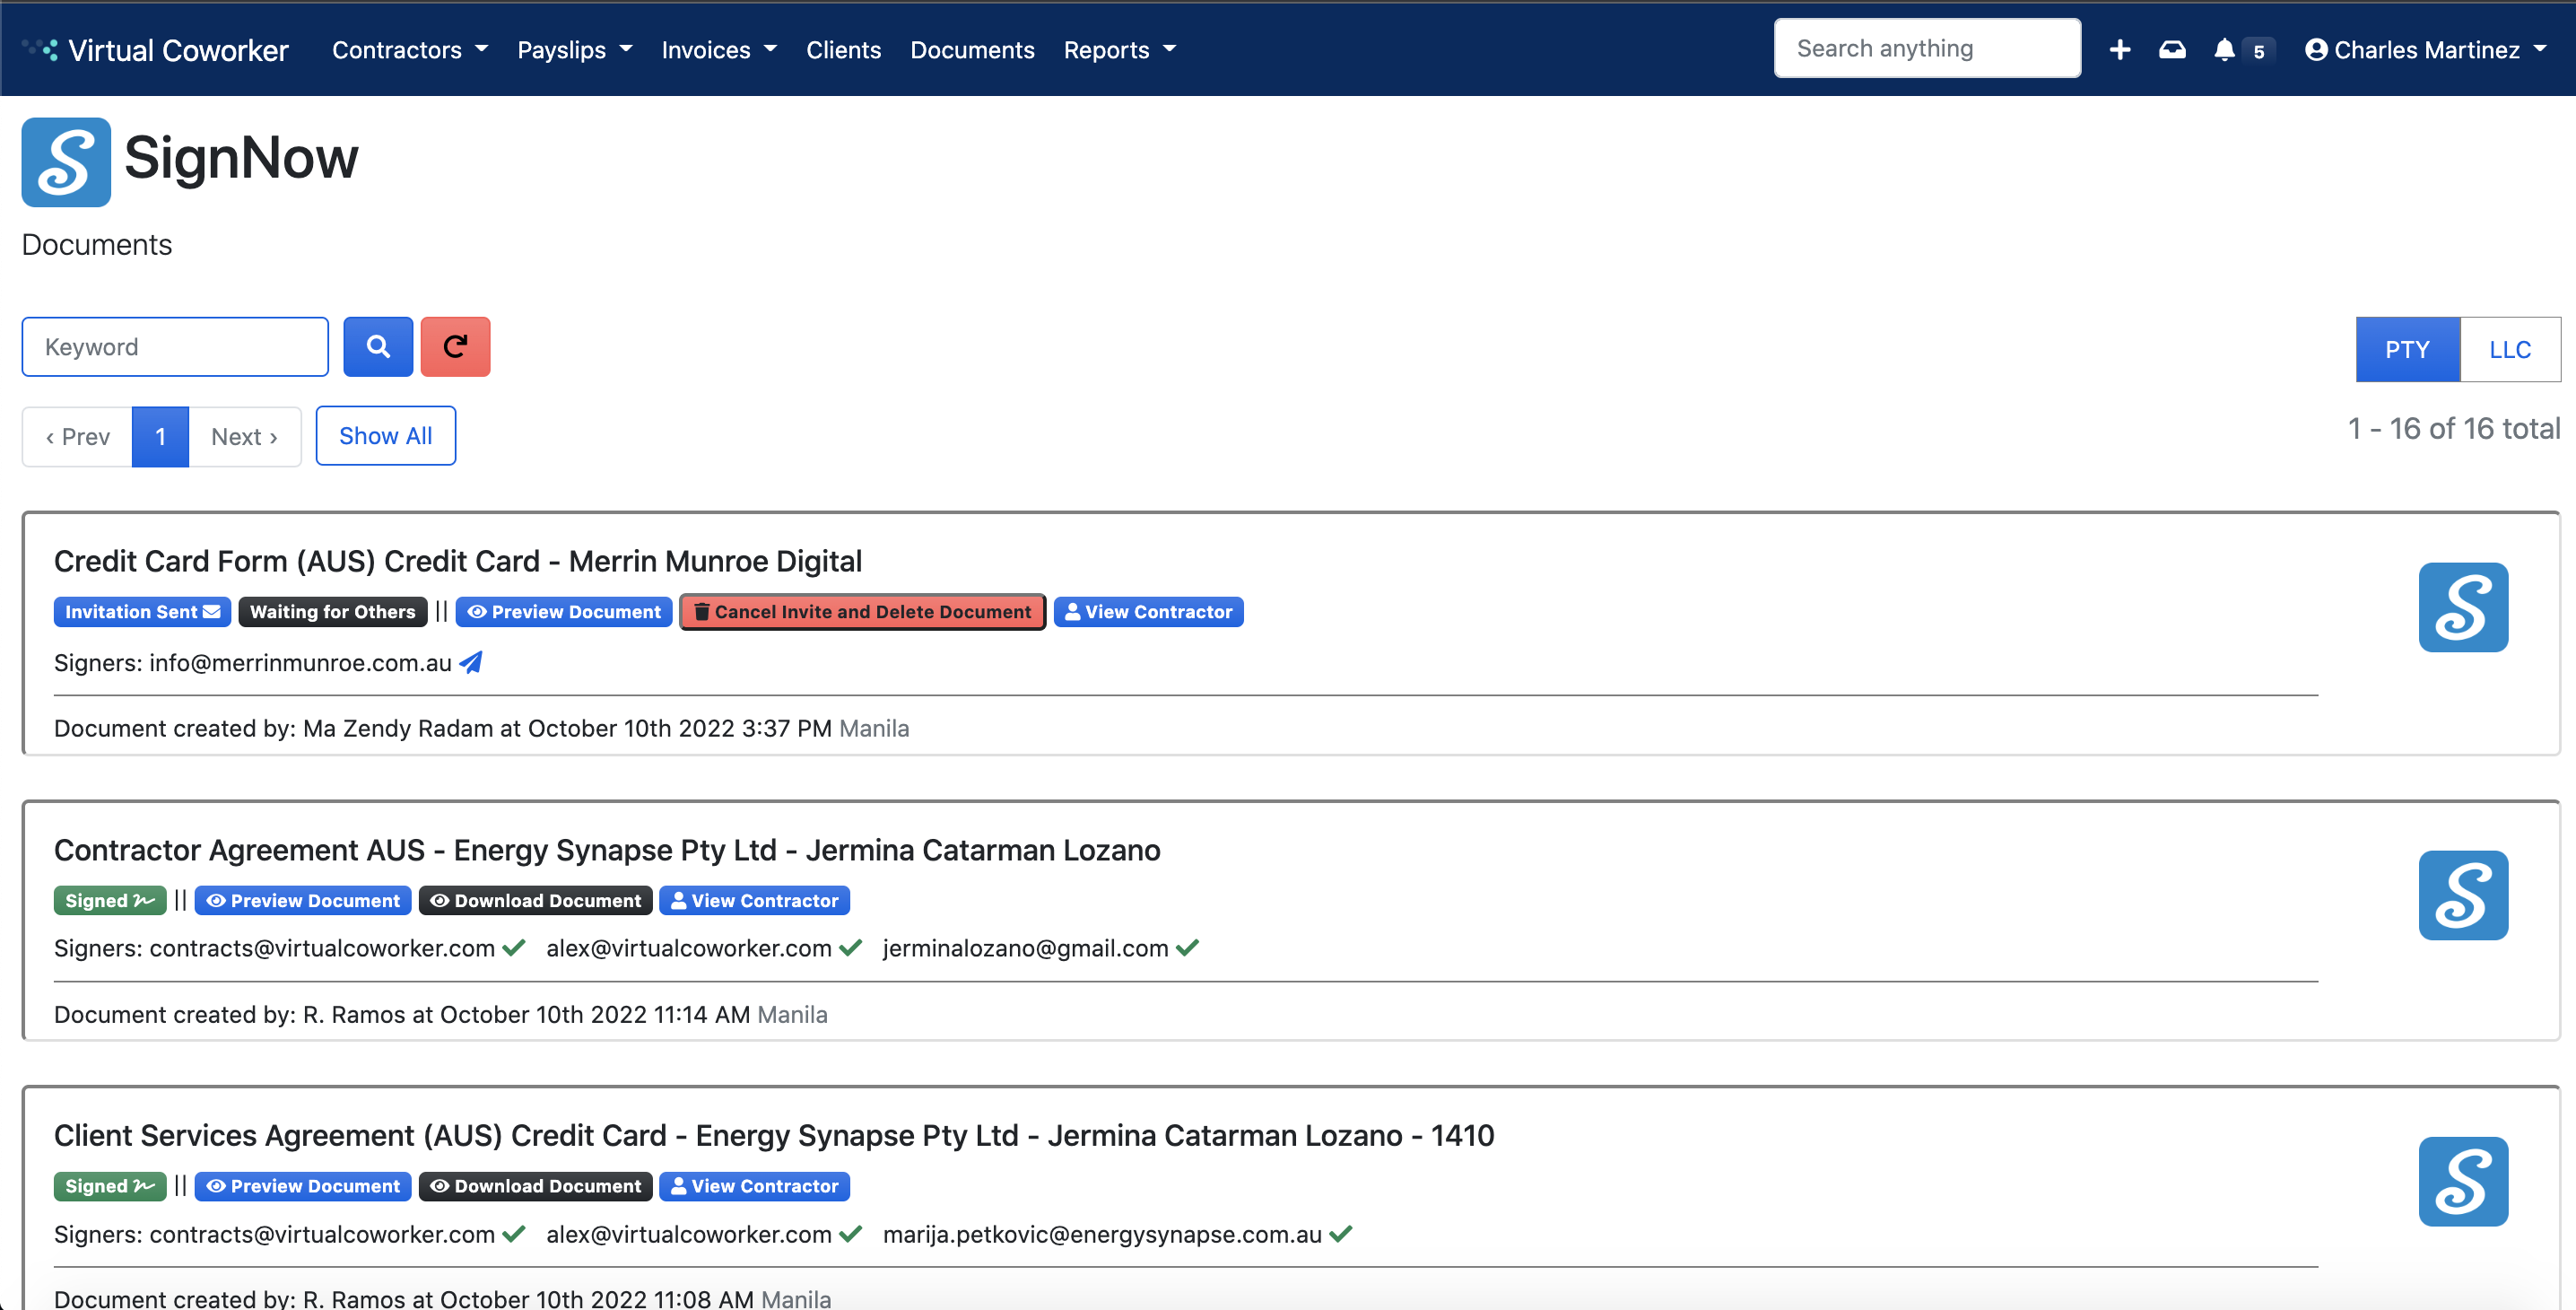 Virtual Coworker Contractors Payslips Invoices Clients Documents Reports Search anything 5 Charles Martinez
SignNow
Documents
Keyword
PTY LLC
‹ Prev 1 Next › Show All
1 - 16 of 16 total
Credit Card Form (AUS) Credit Card - Merrin Munroe Digital
Invitation Sent Waiting for Others || Preview Document Cancel Invite and Delete Document View Contractor
Signers: info@merrinmunroe.com.au
Document created by: Ma Zendy Radam at October 10th 2022 3:37 PM Manila
Contractor Agreement AUS - Energy Synapse Pty Ltd - Jermina Catarman Lozano
Signed || Preview Document Download Document View Contractor
Signers: contracts@virtualcoworker.com alex@virtualcoworker.com jerminalozano@gmail.com
Document created by: R. Ramos at October 10th 2022 11:14 AM Manila
Client Services Agreement (AUS) Credit Card - Energy Synapse Pty Ltd - Jermina Catarman Lozano - 1410
Signed || Preview Document Download Document View Contractor
Signers: contracts@virtualcoworker.com alex@virtualcoworker.com marija.petkovic@energysynapse.com.au
Document created by: R. Ramos at October 10th 2022 11:08 AM Manila